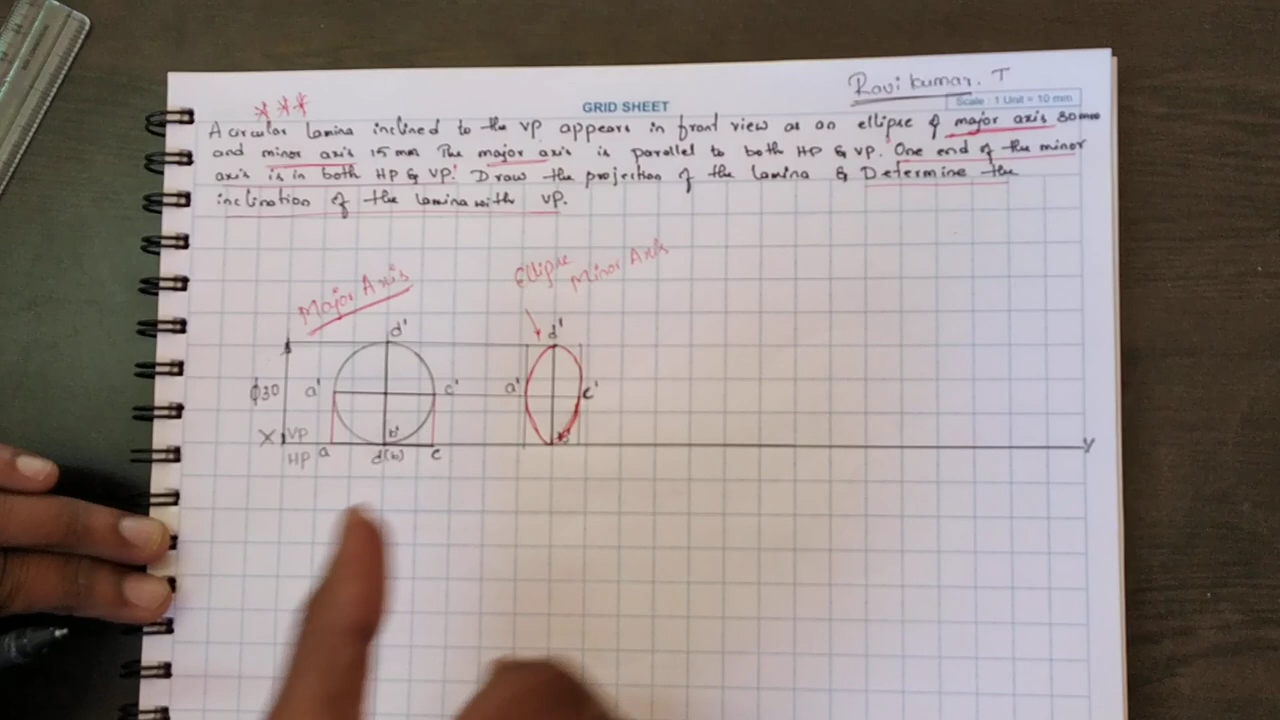 Ravi kumar. T
GRID SHEET
Scale : 1 Unit = 10 mm
***
A circular Lamina inclined to the VP appears in front view as an ellipse of major axis 30mm
and minor axis 15 mm. The major axis is parallel to both HP & VP. One end of the minor
axis is in both HP & VP. Draw the projection of the lamina & Determine the
inclination of the lamina with VP.
Major Axis
Ellipse
Minor Axis
d' d'
ϕ30 a' c' a' c'
X VP b' b' Y
HP a d(b) c